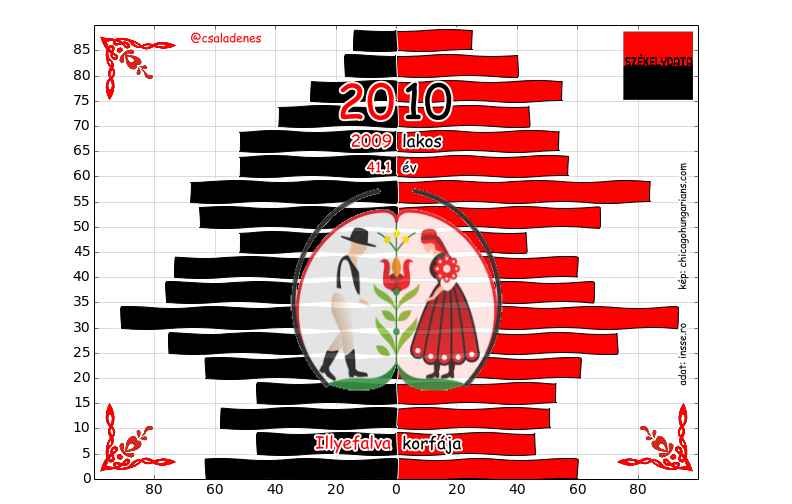 @csaladenes
SZÉKELYDATA
2010
2009 lakos
41.1 év
kép: chicagohungarians.com
adat: insse.ro
Illyefalva korfája
85
80
75
70
65
60
55
50
45
40
35
30
25
20
15
10
5
0
80 60 40 20 0 20 40 60 80